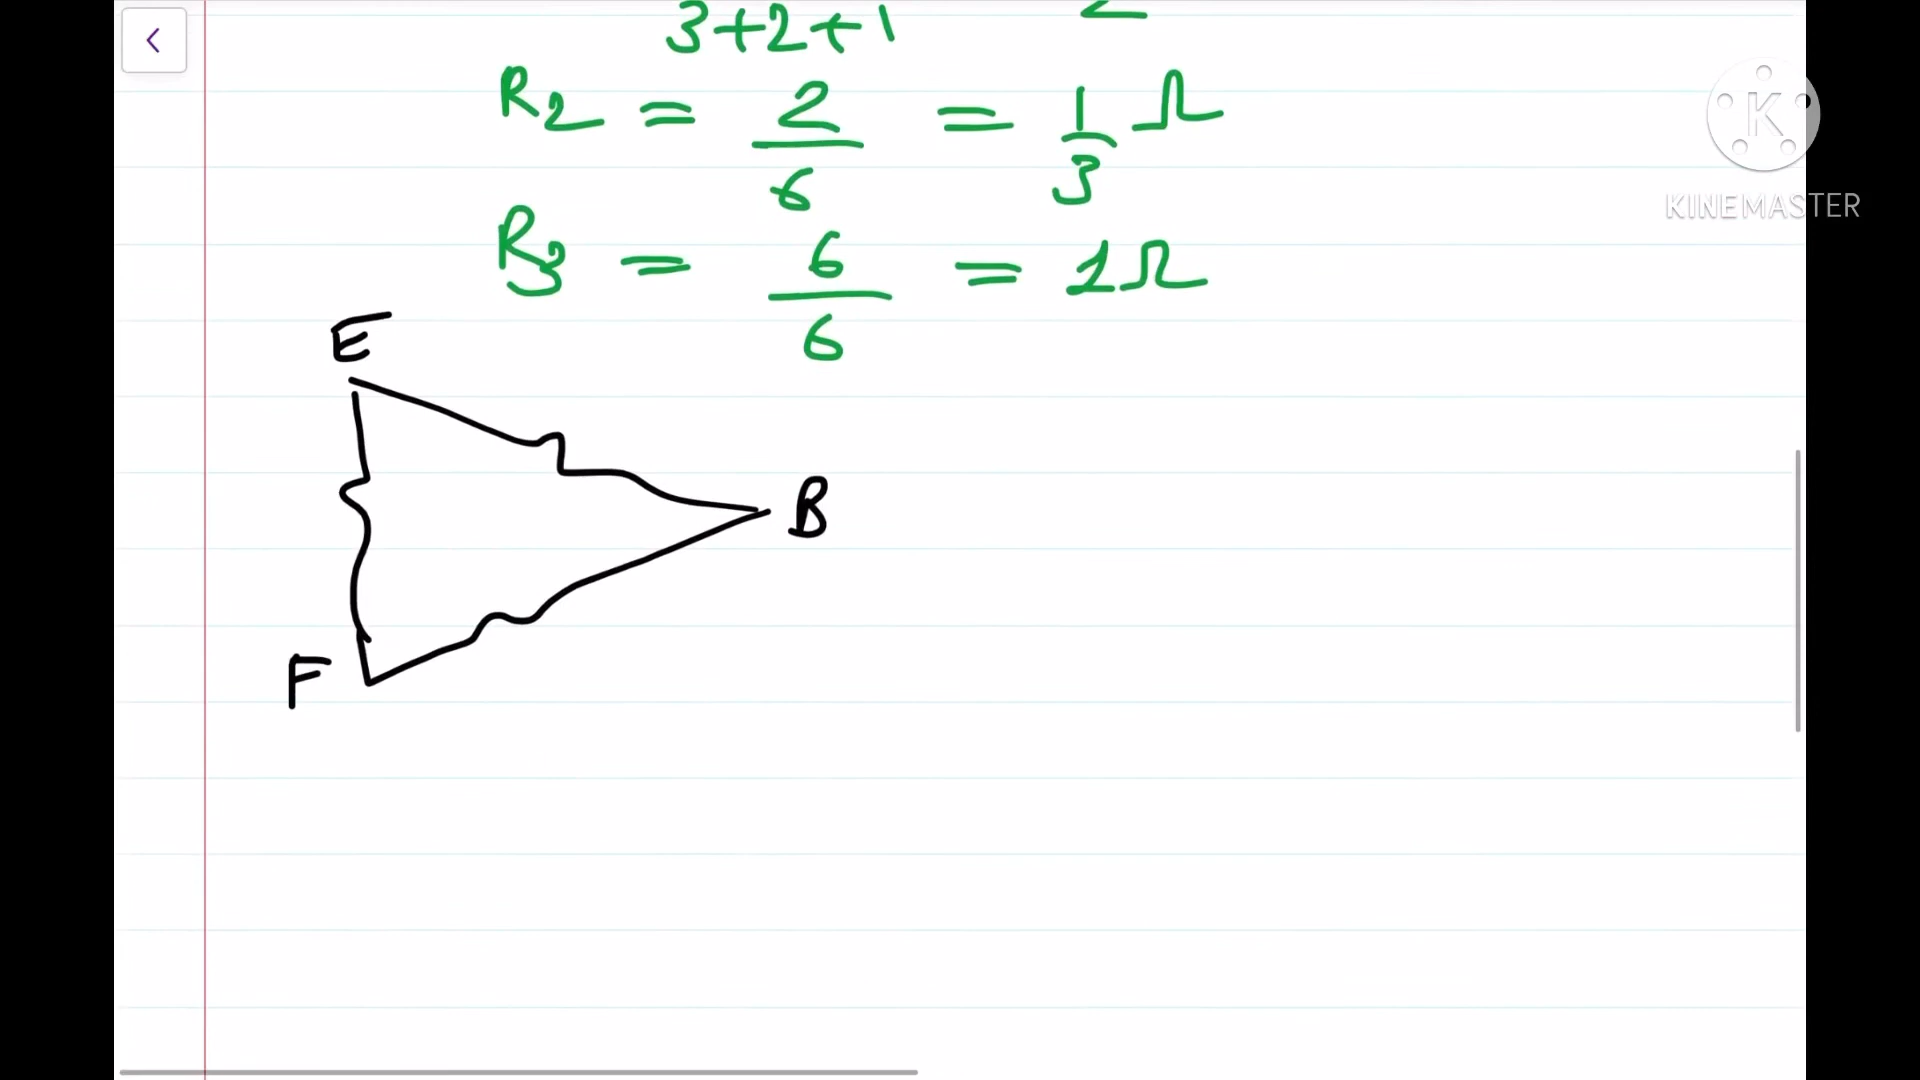 3+2+1
R2 = 2/6 = 1/3 Ω
R3 = 6/6 = 1Ω
E
B
F
K
KINEMASTER